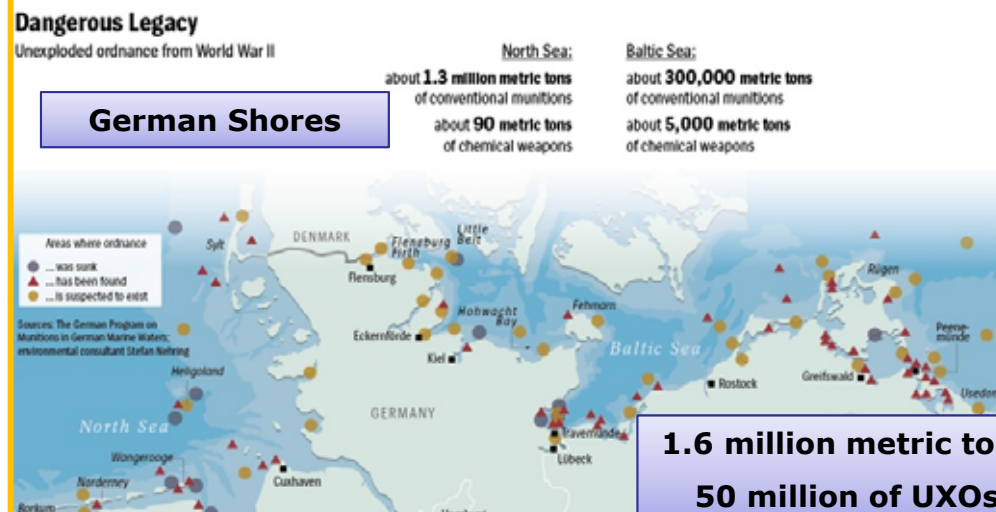 Dangerous Legacy
Unexploded ordnance from World War II
North Sea:
about 1.3 million metric tons
of conventional munitions
about 90 metric tons
of chemical weapons
Baltic Sea:
about 300,000 metric tons
of conventional munitions
about 5,000 metric tons
of chemical weapons
German Shores
Areas where ordnance
... was sunk
... has been found
... is suspected to exist
Sources: The German Program on
Munitions in German Marine Waters;
environmental consultant Stefan Nehring
Sylt
DENMARK
Flensburg
Firth
Little
Belt
Flensburg
Rügen
Fehmarn
Hohwacht
Bay
Eckernförde
Kiel
Baltic Sea
Peene-
münde
Heligoland
Rostock
Greifswald
Usedom
GERMANY
North Sea
Travemünde
Lübeck
Wangerooge
Norderney
Cuxhaven
Borkum
1.6 million metric to
50 million of UXOs